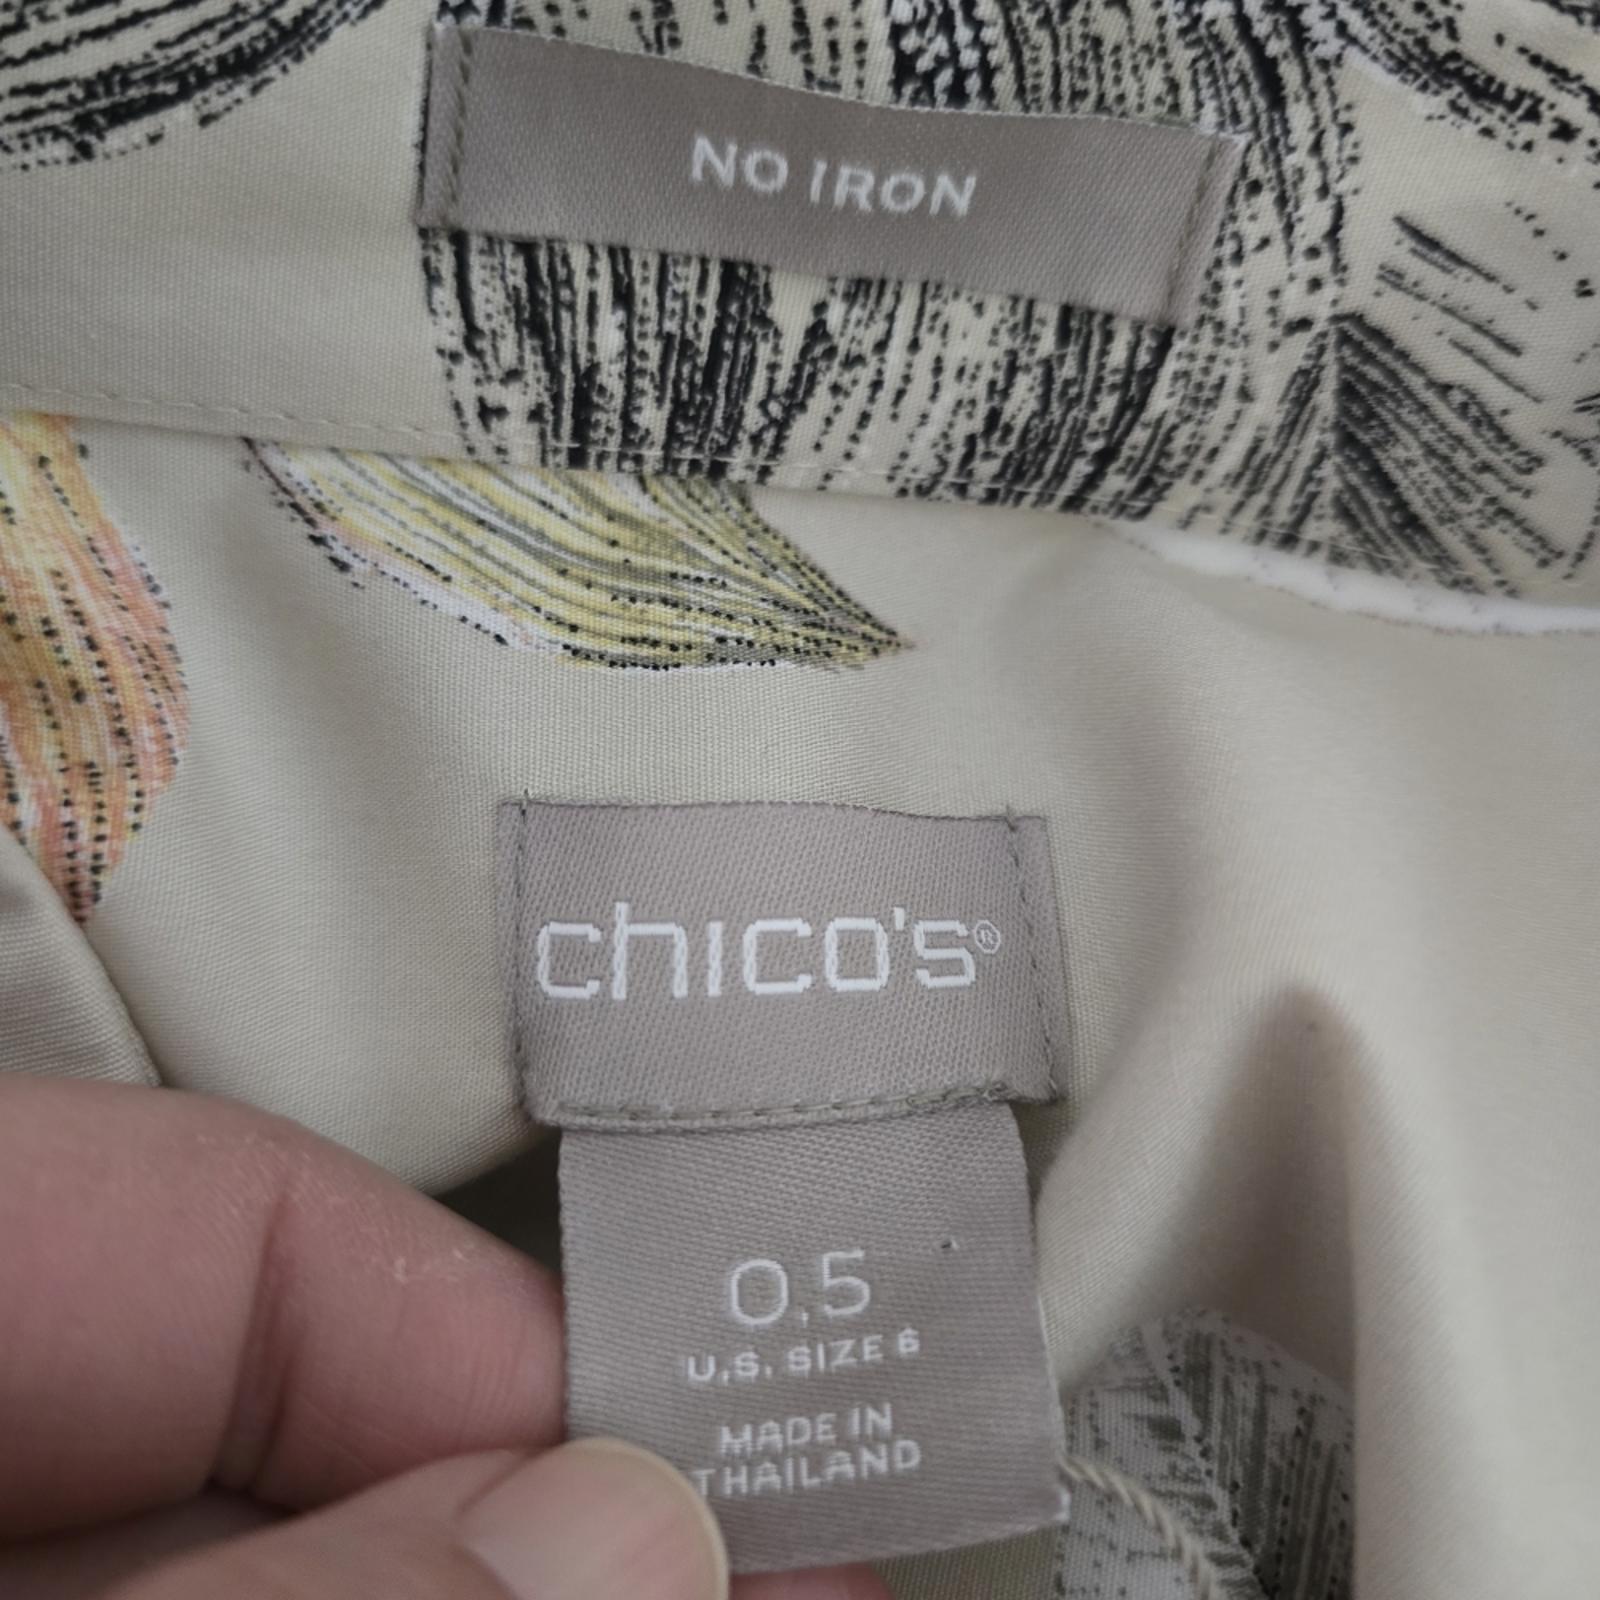 NO IRON
chico's®
0.5
U.S. SIZE 6
MADE IN
THAILAND